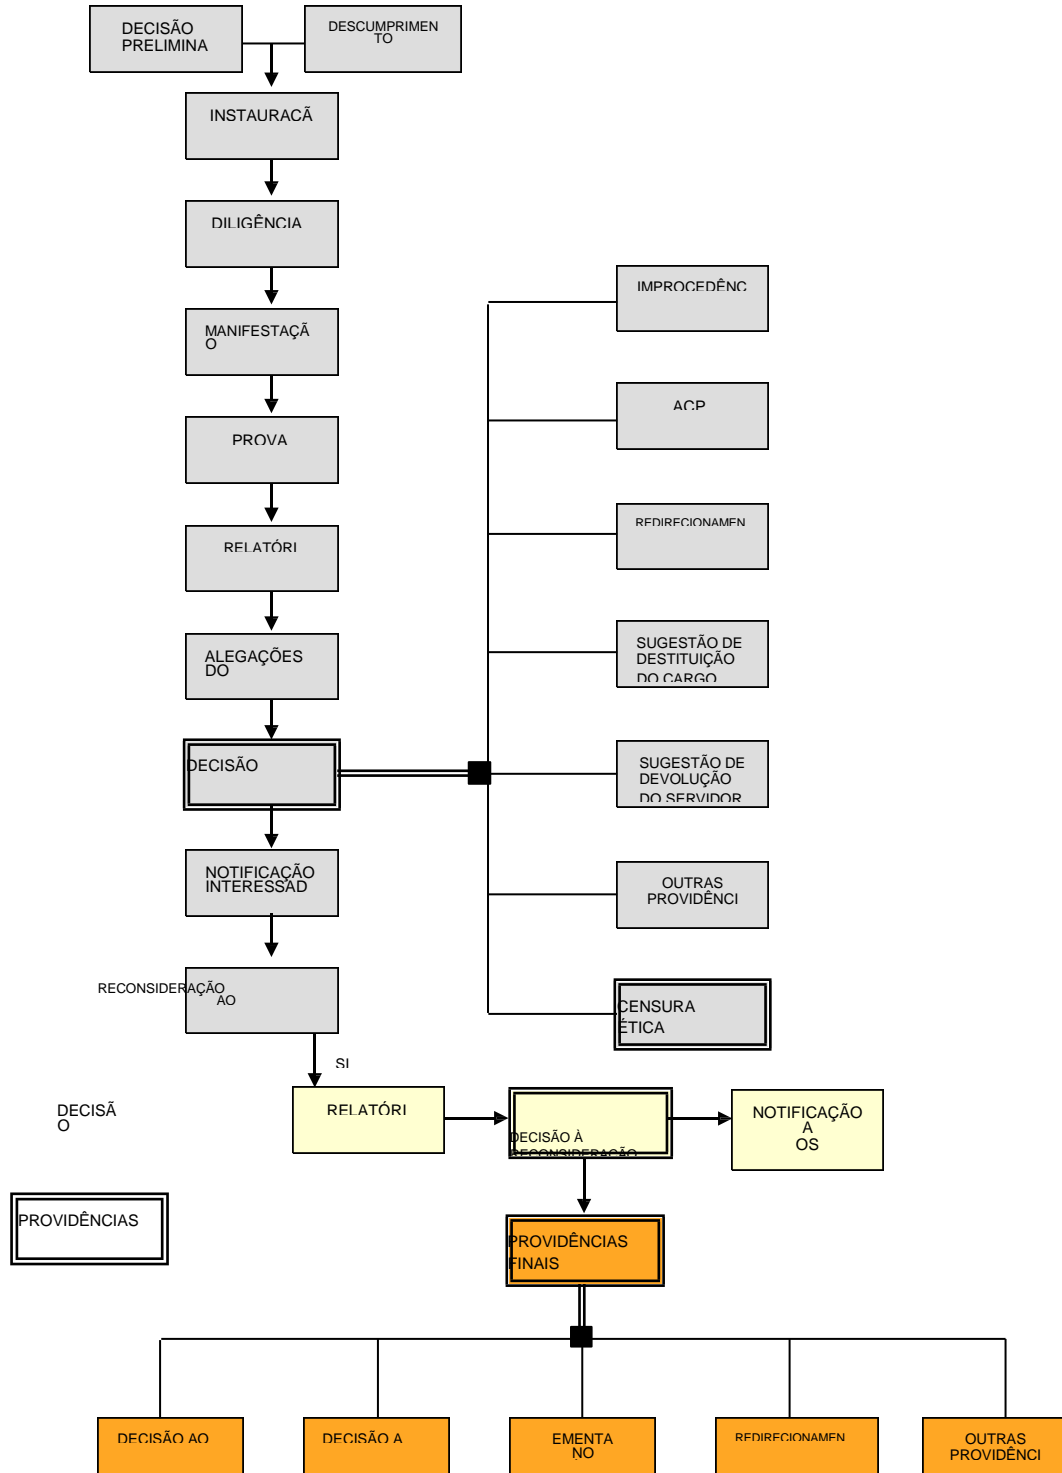 DECISÃO
PRELIMINA
DESCUMPRIMEN
TO
INSTAURACÃ
DILIGÊNCIA
MANIFESTAÇÃ
O
PROVA
RELATÓRI
ALEGAÇÕES
DO
DECISÃO
NOTIFICAÇÃO
INTERESSAD
RECONSIDERAÇÃO
AO
SI
IMPROCEDÊNC
ACP
REDIRECIONAMEN
SUGESTÃO DE
DESTITUIÇÃO
DO CARGO
SUGESTÃO DE
DEVOLUÇÃO
DO SERVIDOR
OUTRAS
PROVIDÊNCI
CENSURA
ÉTICA
DECISÃ
O
RELATÓRI
DECISÃO À
RECONSIDERAÇÃO
NOTIFICAÇÃO
A
OS
PROVIDÊNCIAS
PROVIDÊNCIAS
FINAIS
DECISÃO AO
DECISÃO A
EMENTA
NO
REDIRECIONAMEN
OUTRAS
PROVIDÊNCI